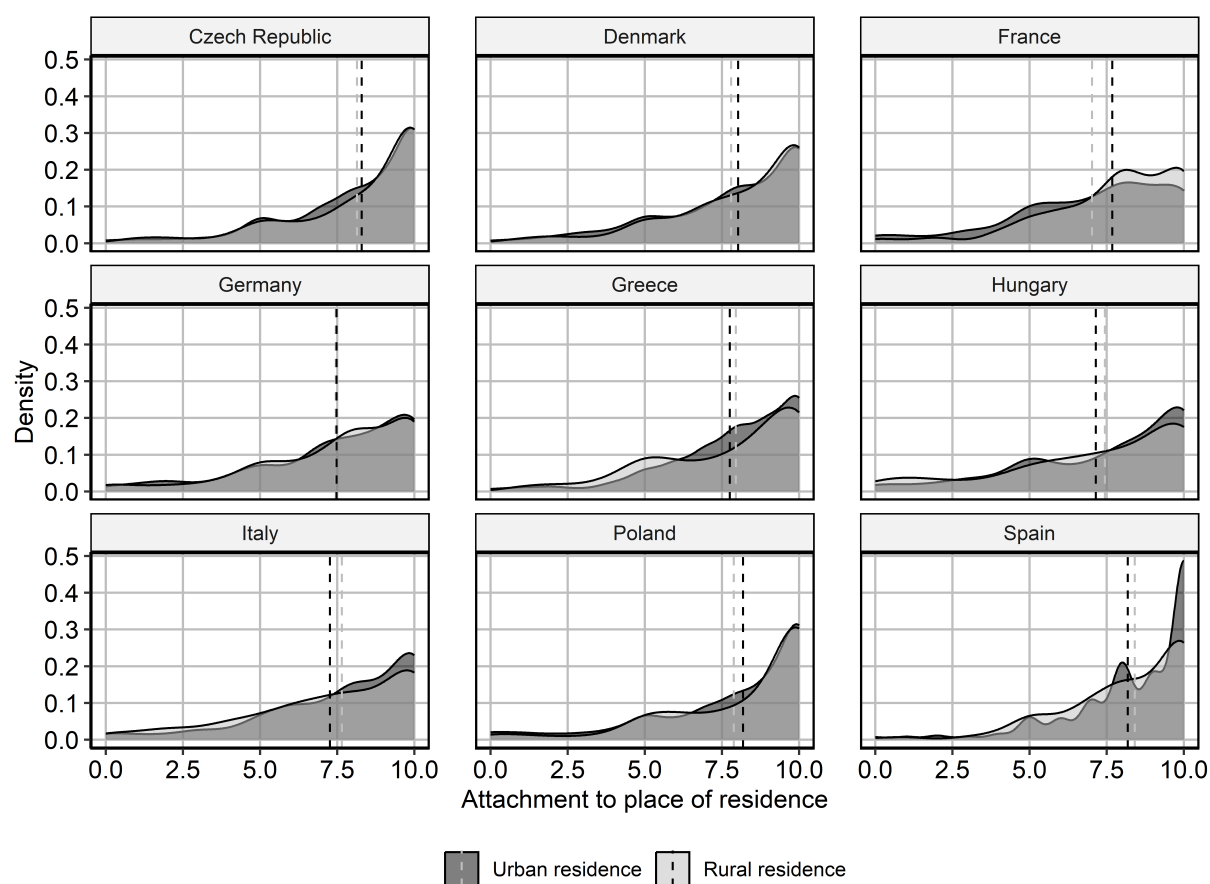 Czech Republic Denmark France
0.5
0.4
0.3
0.2
0.1
0.0
Germany Greece Hungary
0.5
0.4
0.3
0.2
0.1
0.0
Density
Italy Poland Spain
0.5
0.4
0.3
0.2
0.1
0.0
0.0 2.5 5.0 7.5 10.0 0.0 2.5 5.0 7.5 10.0 0.0 2.5 5.0 7.5 10.0
Attachment to place of residence
Urban residence Rural residence